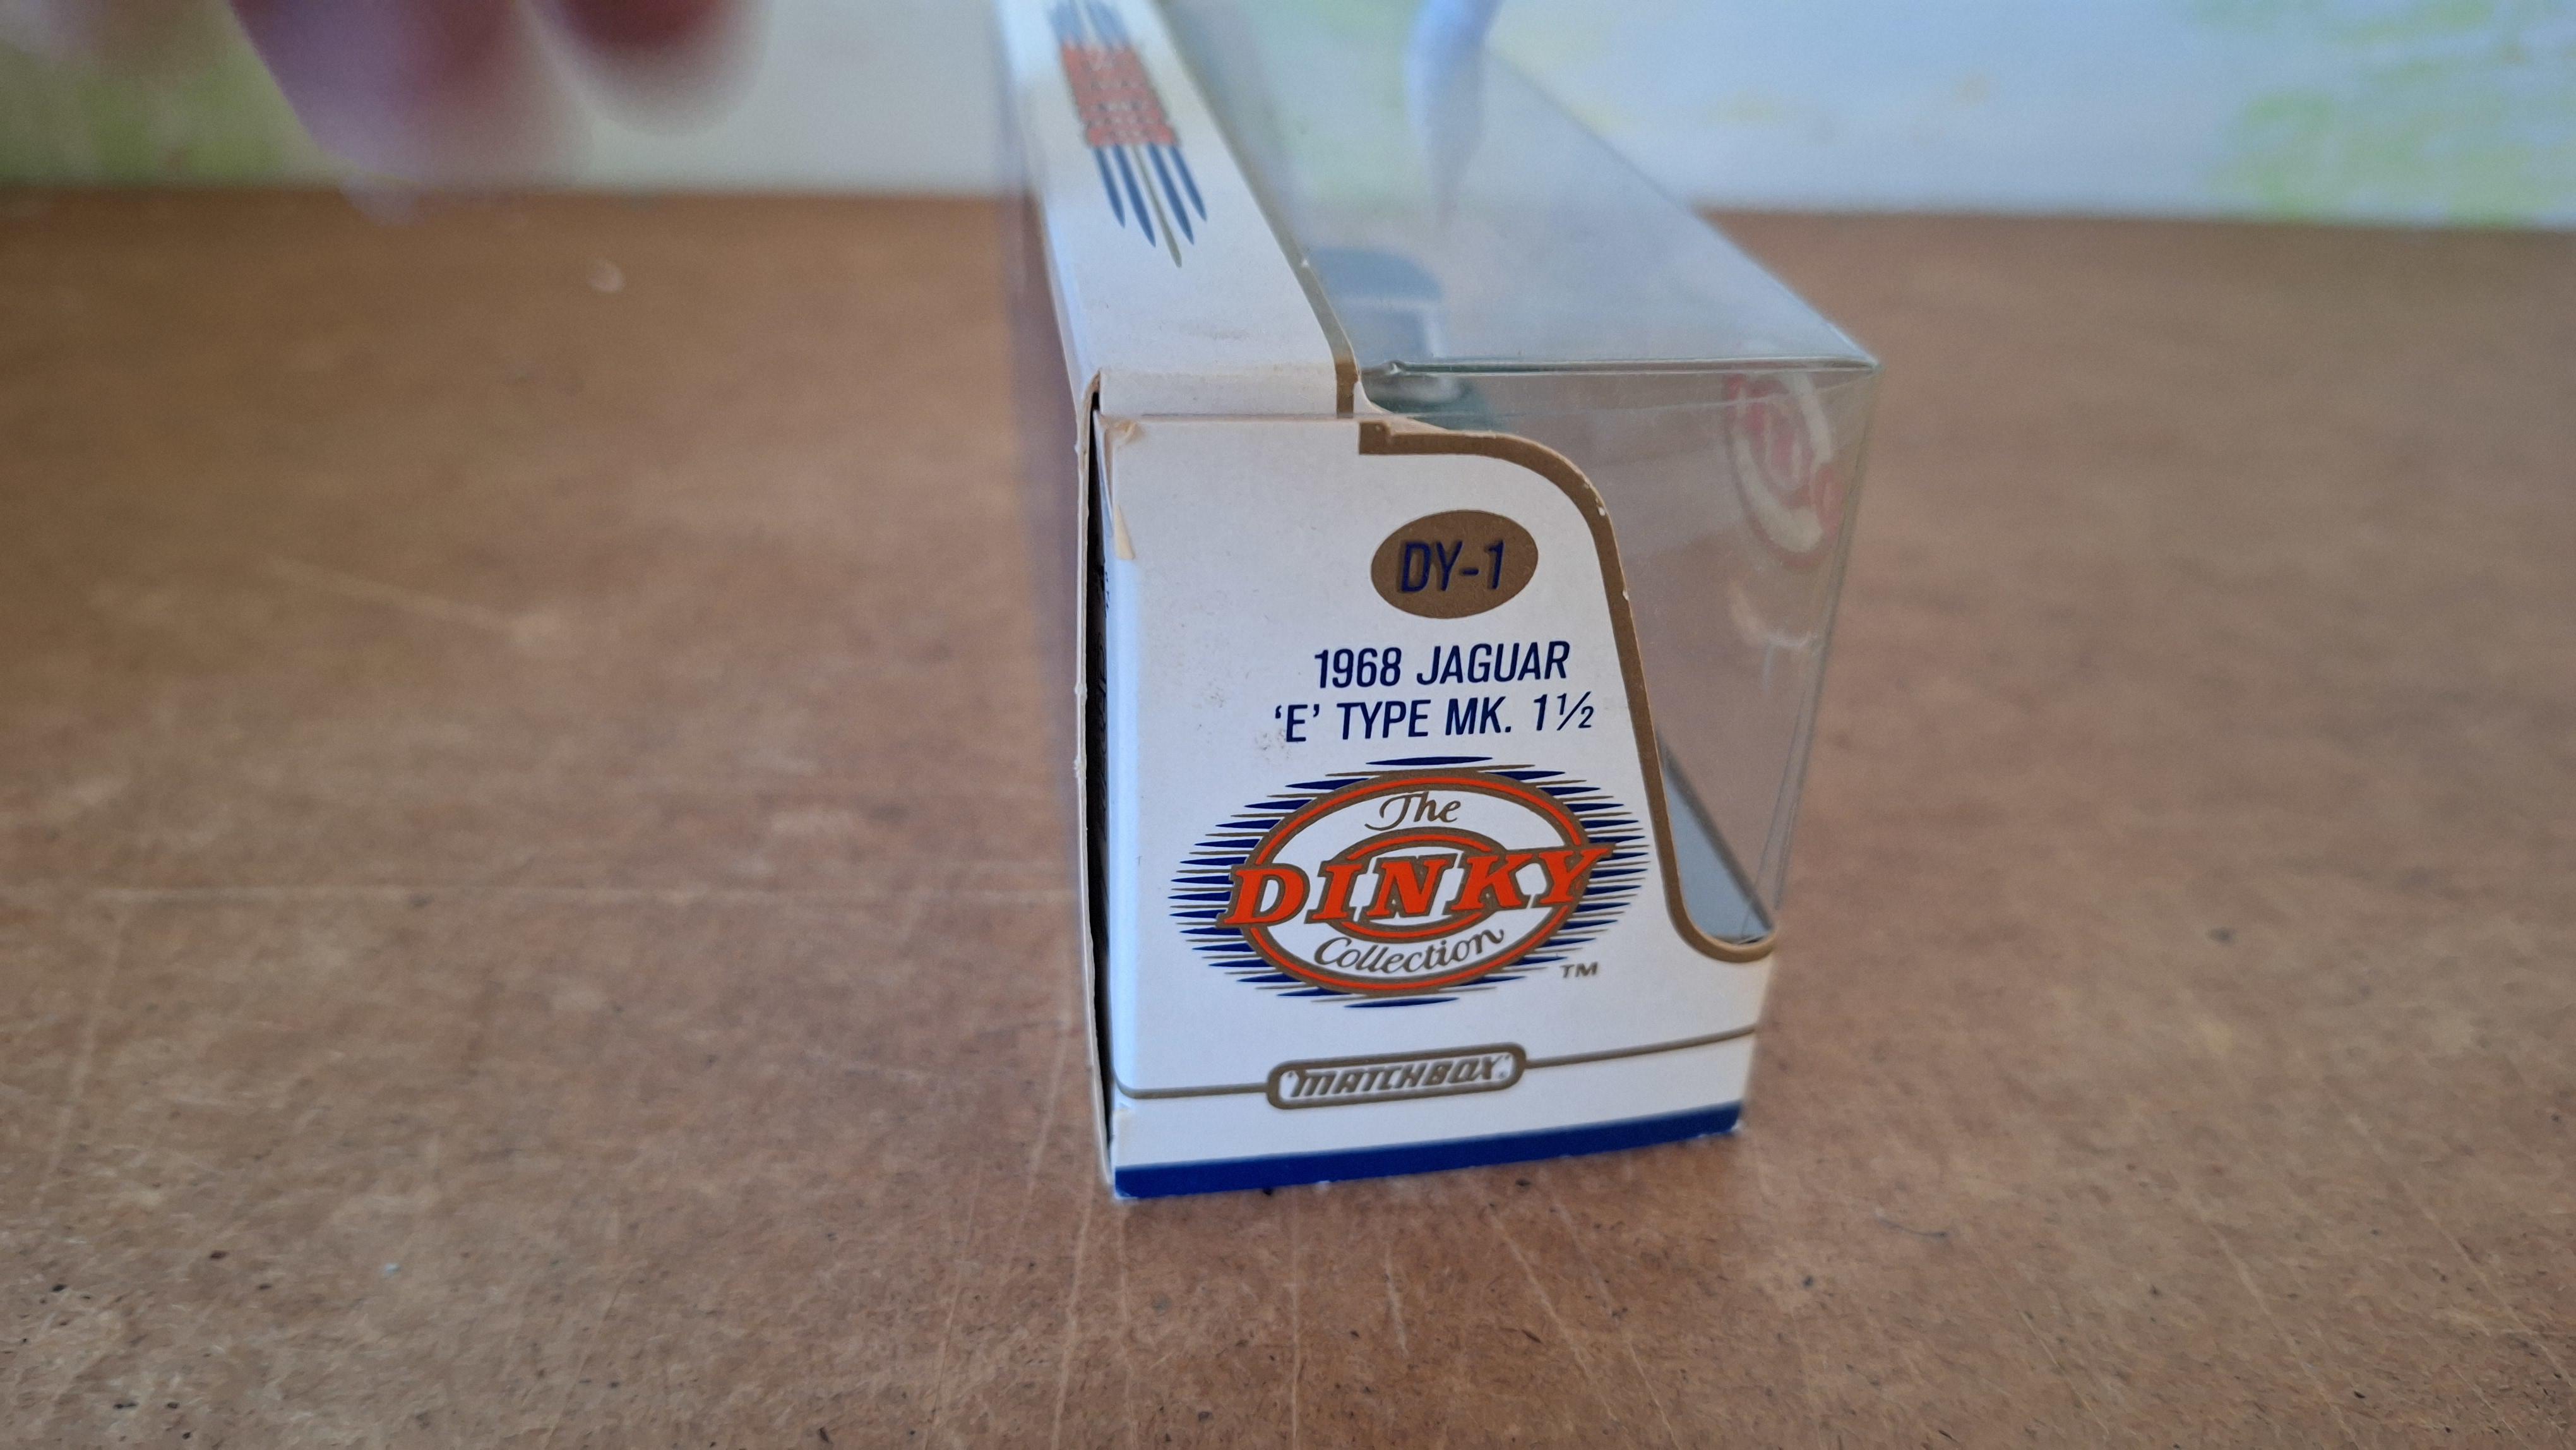 DY-1
1968 JAGUAR
'E' TYPE MK. 1½
The
DINKY
Collection
TM
"MATCHBOX"®